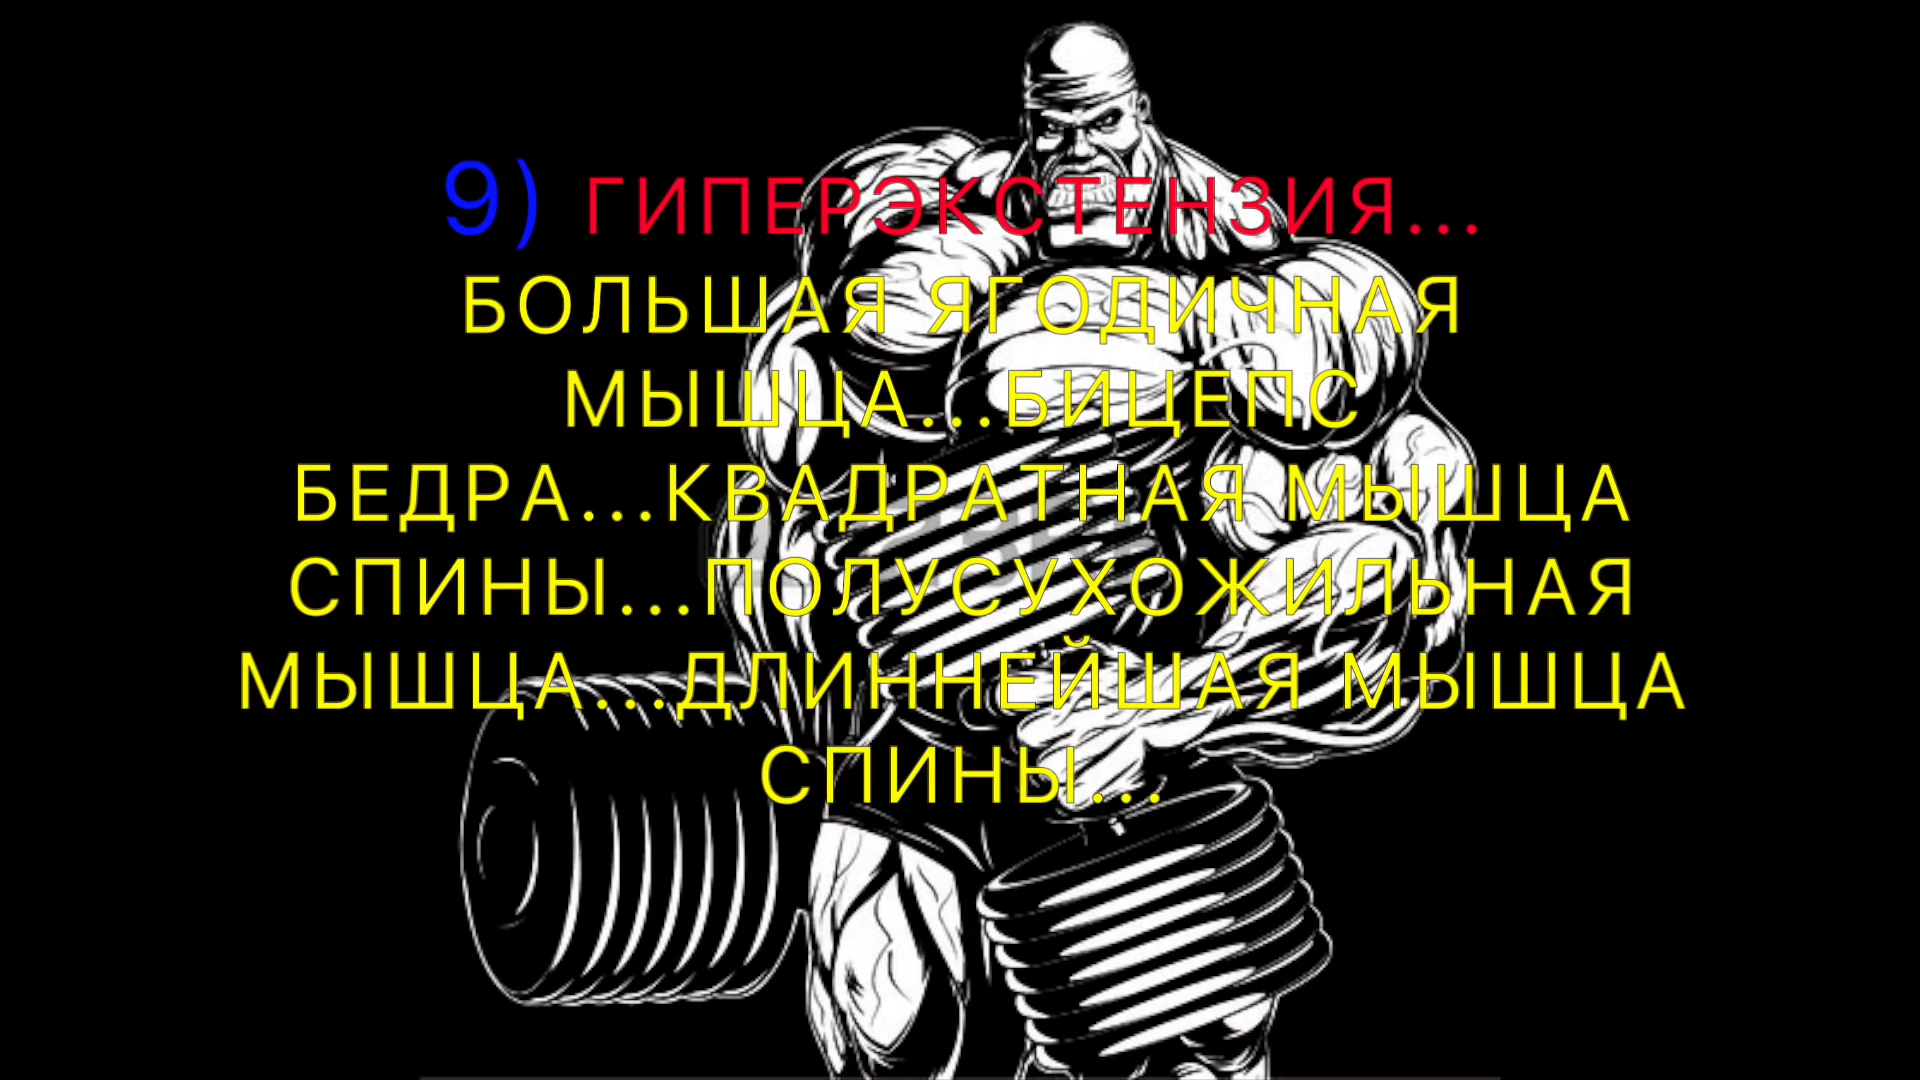 9) ГИПЕРЭКСТЕНЗИЯ...
БОЛЬШАЯ ЯГОДИЧНАЯ
МЫШЦА...БИЦЕПС
БЕДРА...КВАДРАТНАЯ МЫШЦА
СПИНЫ...ПОЛУСУХОЖИЛЬНАЯ
МЫШЦА...ДЛИННЕЙШАЯ МЫШЦА
СПИНЫ...